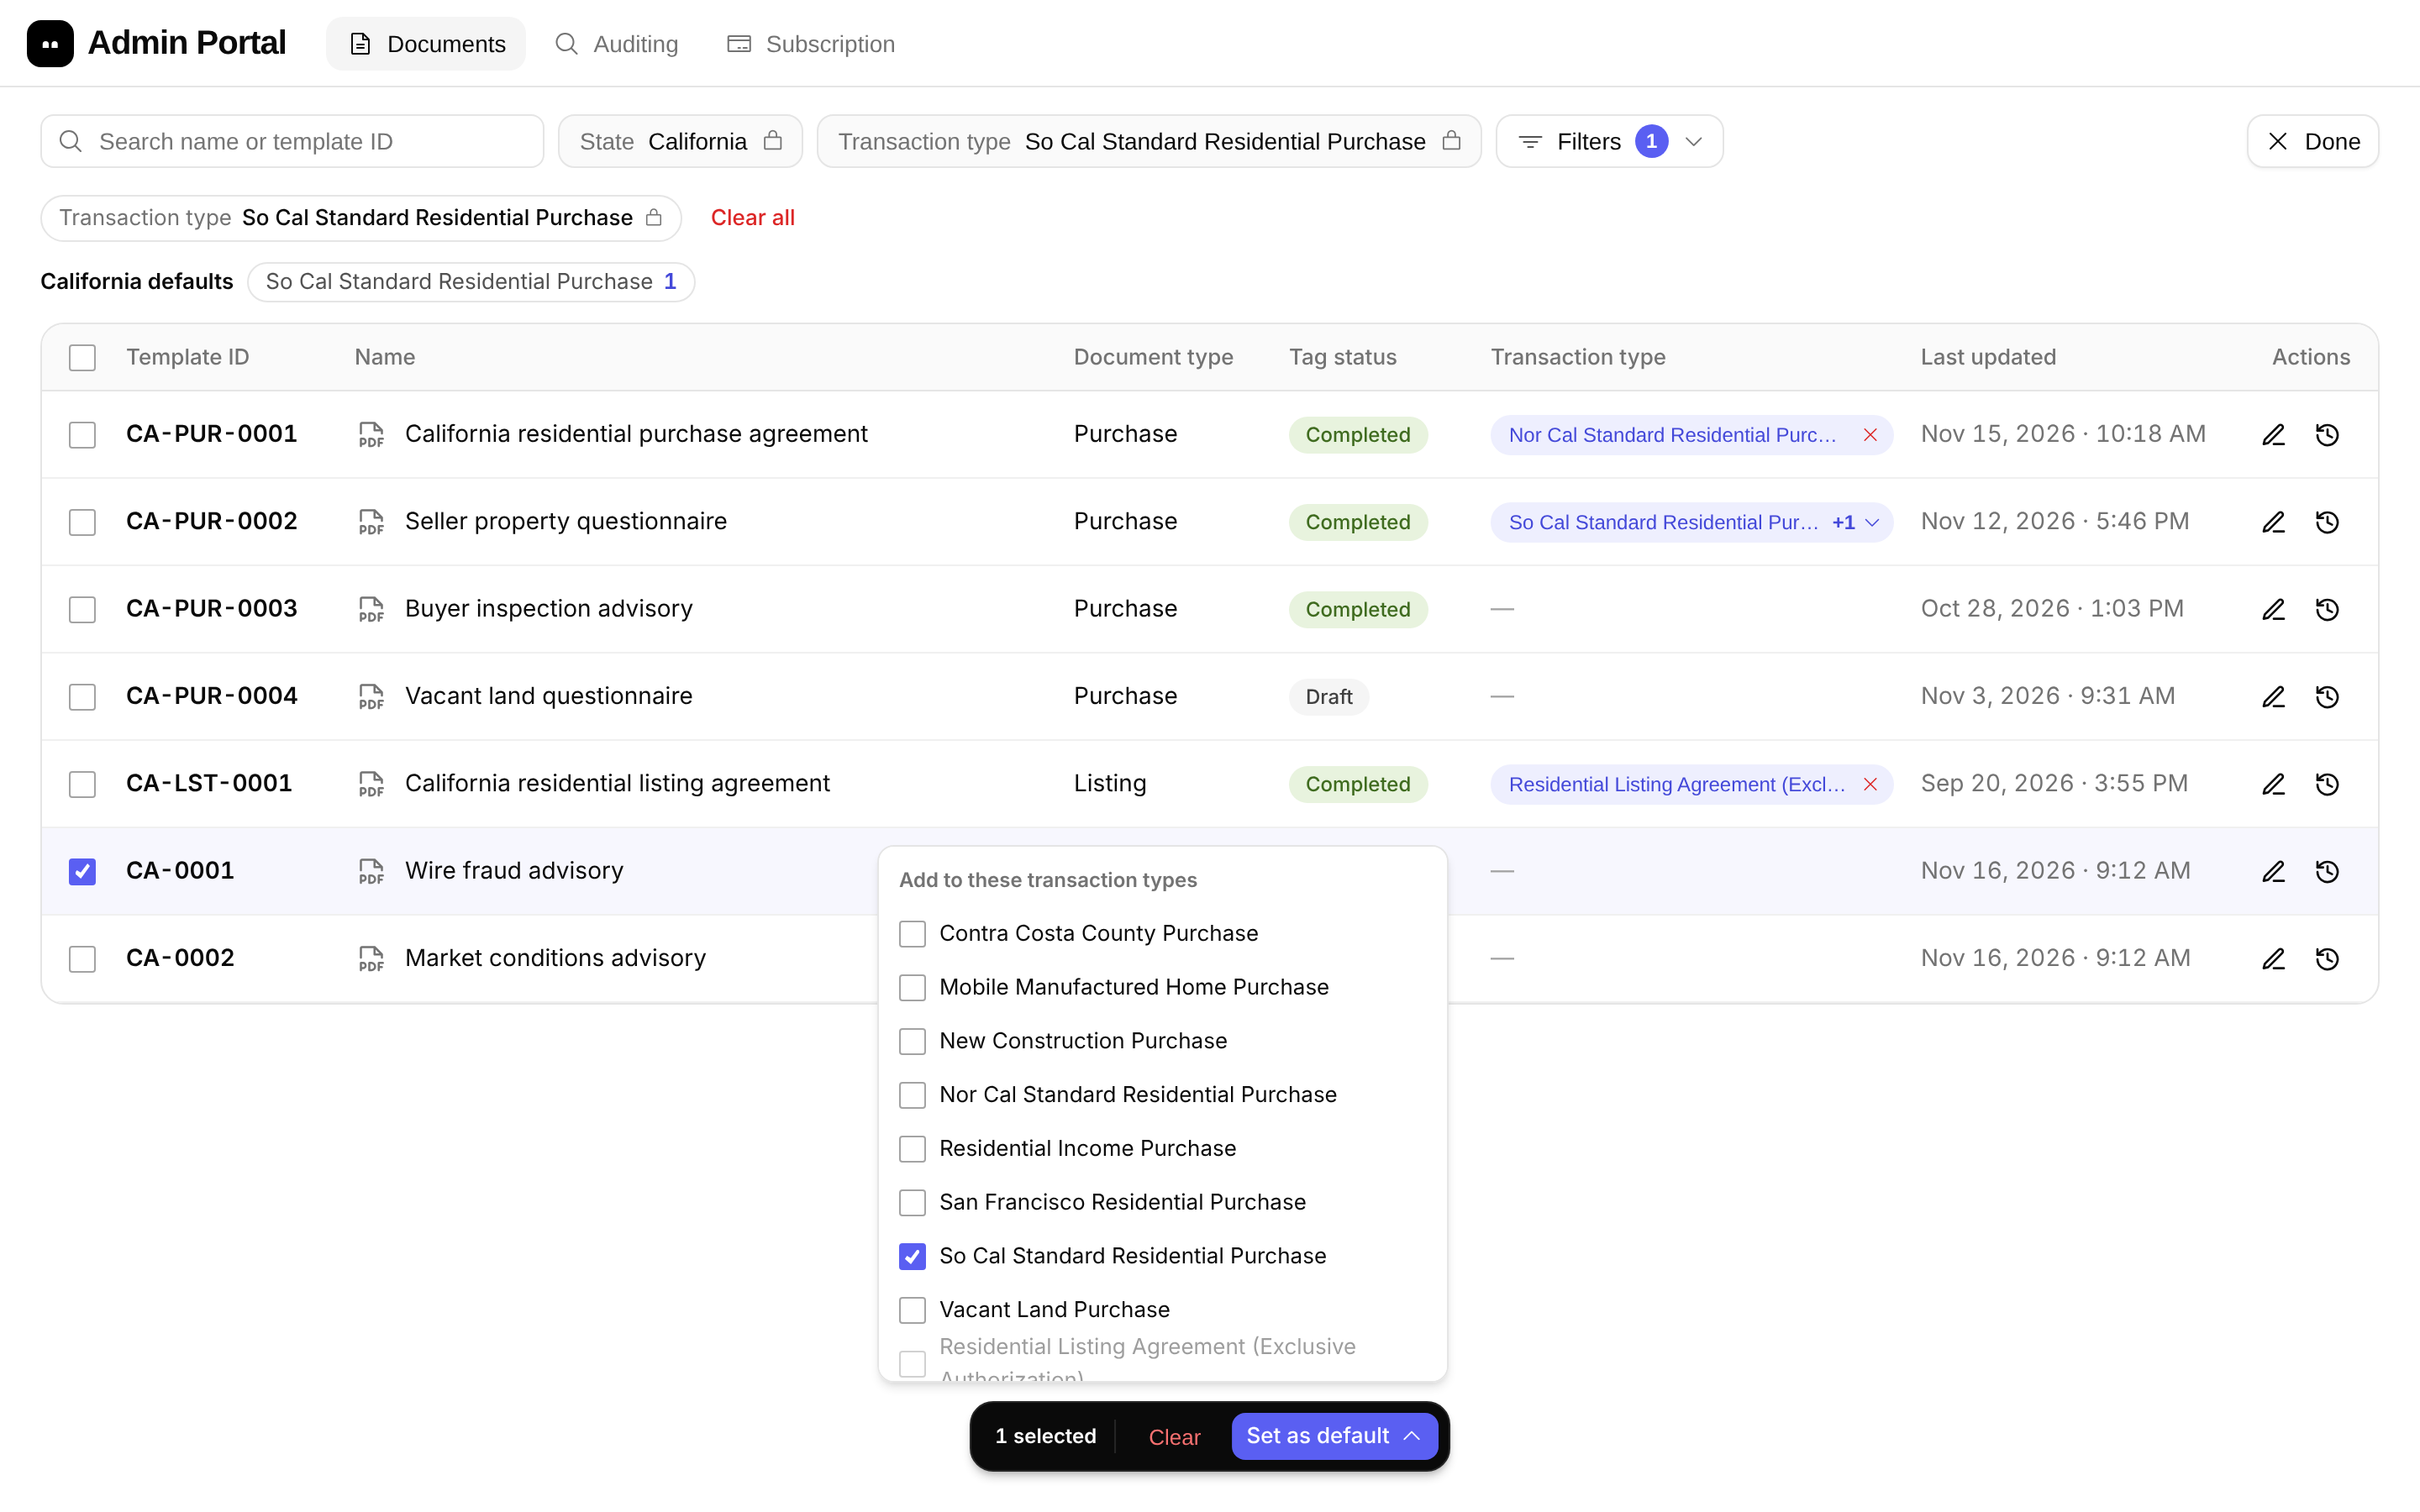 Admin Portal
Documents
Auditing
Subscription
Search name or template ID
State California
Transaction type So Cal Standard Residential Purchase
Filters 1
Done
Transaction type So Cal Standard Residential Purchase
Clear all
California defaults
So Cal Standard Residential Purchase 1
Template ID Name Document type Tag status Transaction type Last updated Actions
CA-PUR-0001 PDF California residential purchase agreement Purchase Completed Nor Cal Standard Residential Purc... Nov 15, 2026 · 10:18 AM
CA-PUR-0002 PDF Seller property questionnaire Purchase Completed So Cal Standard Residential Pur... +1 Nov 12, 2026 · 5:46 PM
CA-PUR-0003 PDF Buyer inspection advisory Purchase Completed — Oct 28, 2026 · 1:03 PM
CA-PUR-0004 PDF Vacant land questionnaire Purchase Draft — Nov 3, 2026 · 9:31 AM
CA-LST-0001 PDF California residential listing agreement Listing Completed Residential Listing Agreement (Excl... Sep 20, 2026 · 3:55 PM
CA-0001 PDF Wire fraud advisory — Nov 16, 2026 · 9:12 AM
CA-0002 PDF Market conditions advisory — Nov 16, 2026 · 9:12 AM
Add to these transaction types
Contra Costa County Purchase
Mobile Manufactured Home Purchase
New Construction Purchase
Nor Cal Standard Residential Purchase
Residential Income Purchase
San Francisco Residential Purchase
So Cal Standard Residential Purchase
Vacant Land Purchase
Residential Listing Agreement (Exclusive
Authorization)
1 selected
Clear
Set as default